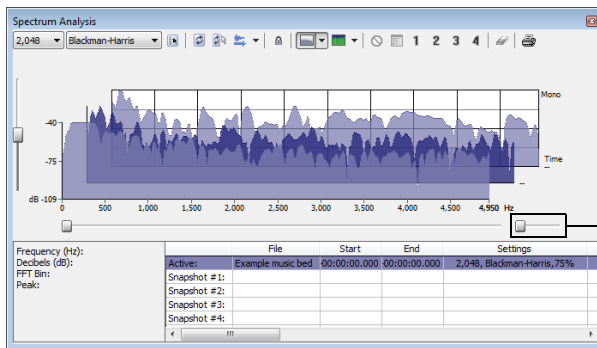 Spectrum Analysis
2,048 Blackman-Harris 1 2 3 4
Mono
-40
-75
Time
dB -109
0 500 1,000 1,500 2,000 2,500 3,000 3,500 4,000 4,500 4,950 Hz
Frequency (Hz):
Decibels (dB):
FFT Bin:
Peak:
File Start End Settings
Active: Example music bed -00:00:00.000 -00:00:00.000 2,048, Blackman-Harris,75%
Snapshot #1:
Snapshot #2:
Snapshot #3:
Snapshot #4: